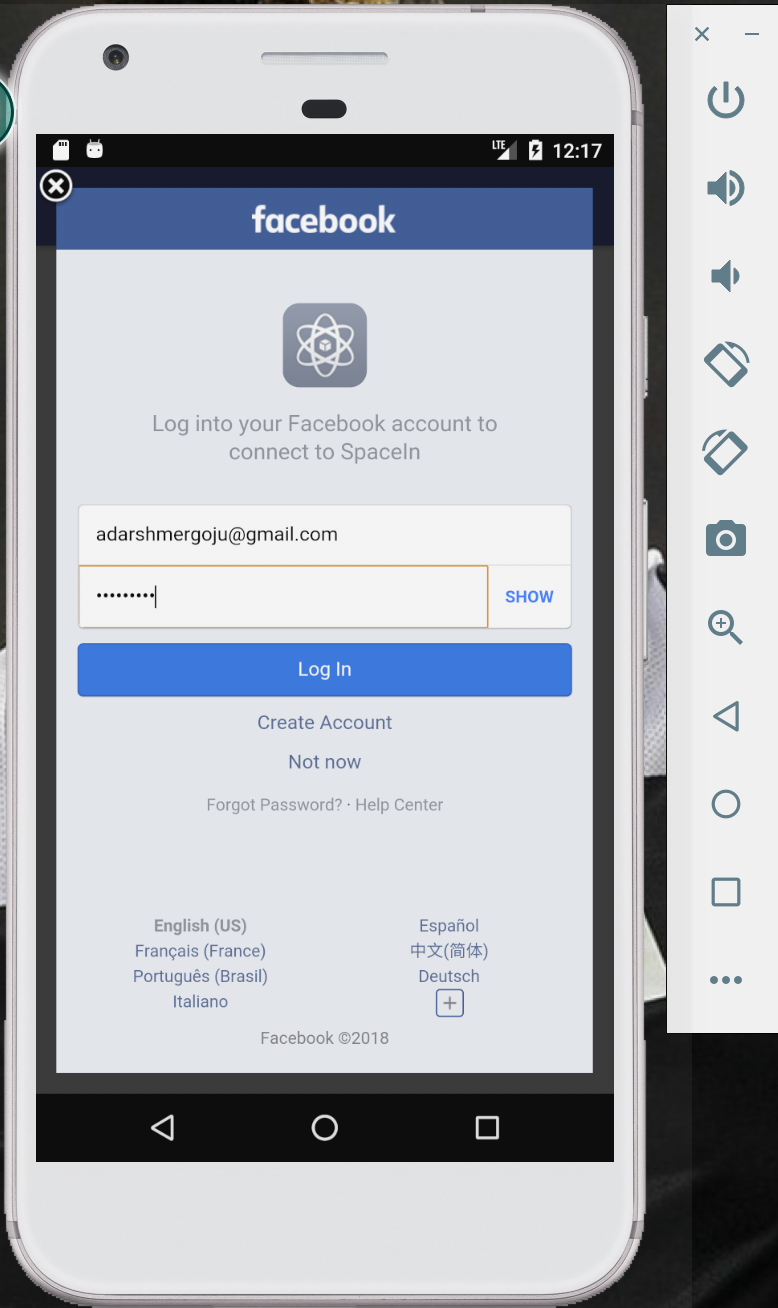 LTE 12:17
facebook
Log into your Facebook account to
connect to SpaceIn
adarshmergoju@gmail.com
•••••••••
SHOW
Log In
Create Account
Not now
Forgot Password? · Help Center
English (US)
Español
Français (France)
中文(简体)
Português (Brasil)
Deutsch
Italiano
Facebook ©2018